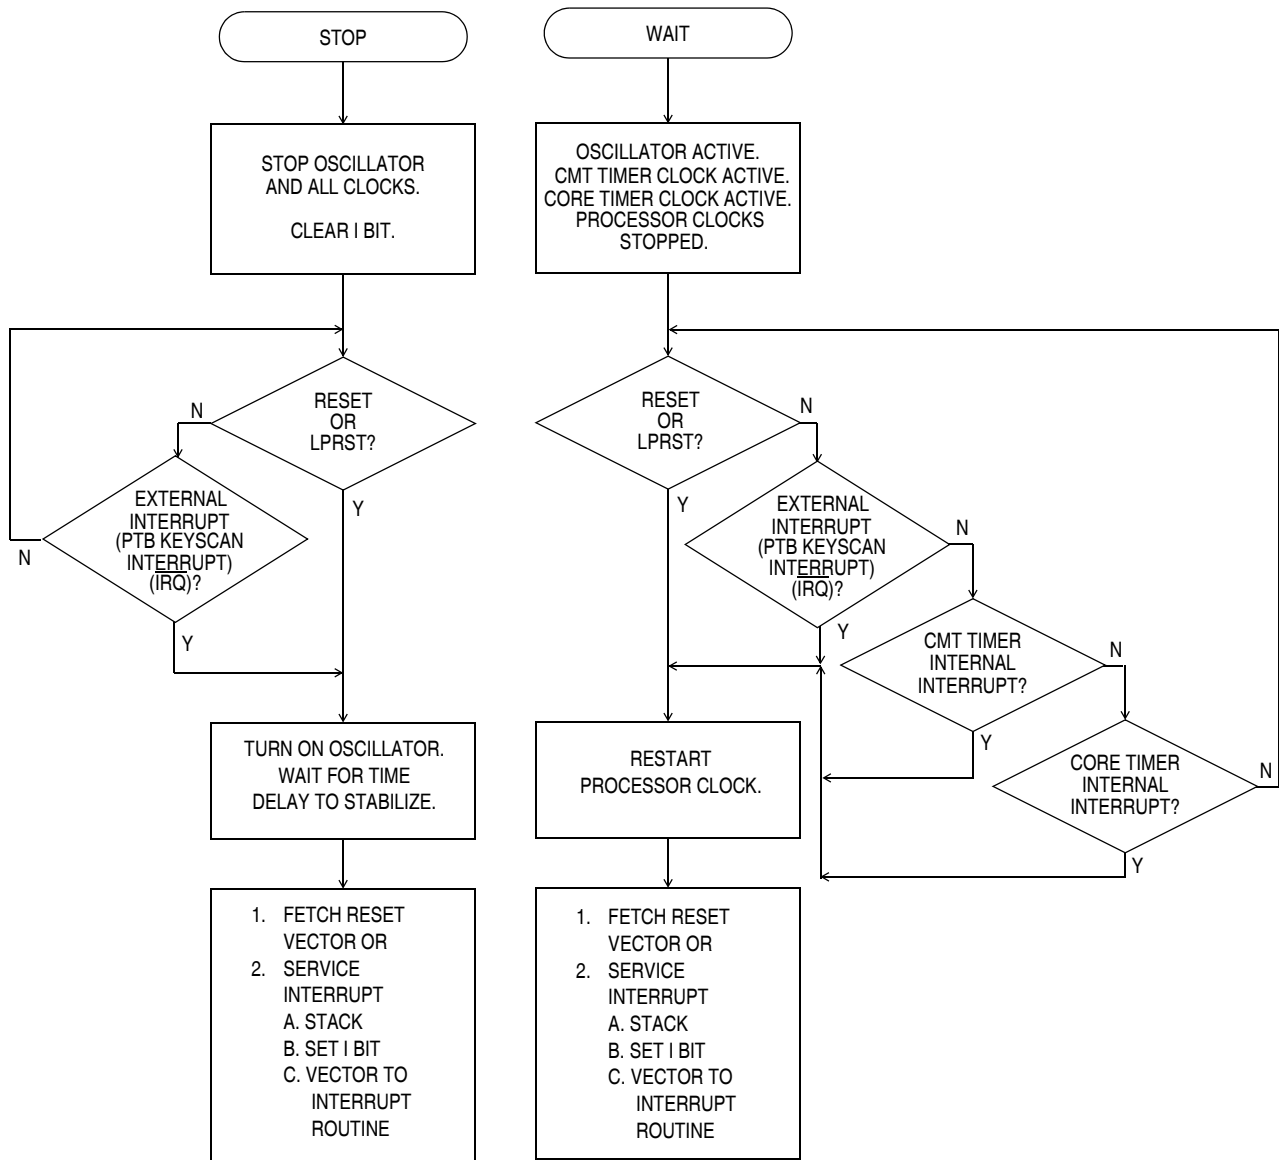 STOP
STOP OSCILLATOR
AND ALL CLOCKS.
CLEAR I BIT.
RESET
OR
LPRST?
N
Y
EXTERNAL
INTERRUPT
(PTB KEYSCAN
INTERRUPT)
(IRQ)?
N
Y
TURN ON OSCILLATOR.
WAIT FOR TIME
DELAY TO STABILIZE.
1. FETCH RESET
VECTOR OR
2. SERVICE
INTERRUPT
A. STACK
B. SET I BIT
C. VECTOR TO
INTERRUPT
ROUTINE
WAIT
OSCILLATOR ACTIVE.
CMT TIMER CLOCK ACTIVE.
CORE TIMER CLOCK ACTIVE.
PROCESSOR CLOCKS
STOPPED.
RESET
OR
LPRST?
N
Y
EXTERNAL
INTERRUPT
(PTB KEYSCAN
INTERRUPT)
(IRQ)?
N
Y
CMT TIMER
INTERNAL
INTERRUPT?
N
Y
CORE TIMER
INTERNAL
INTERRUPT?
N
Y
RESTART
PROCESSOR CLOCK.
1. FETCH RESET
VECTOR OR
2. SERVICE
INTERRUPT
A. STACK
B. SET I BIT
C. VECTOR TO
INTERRUPT
ROUTINE